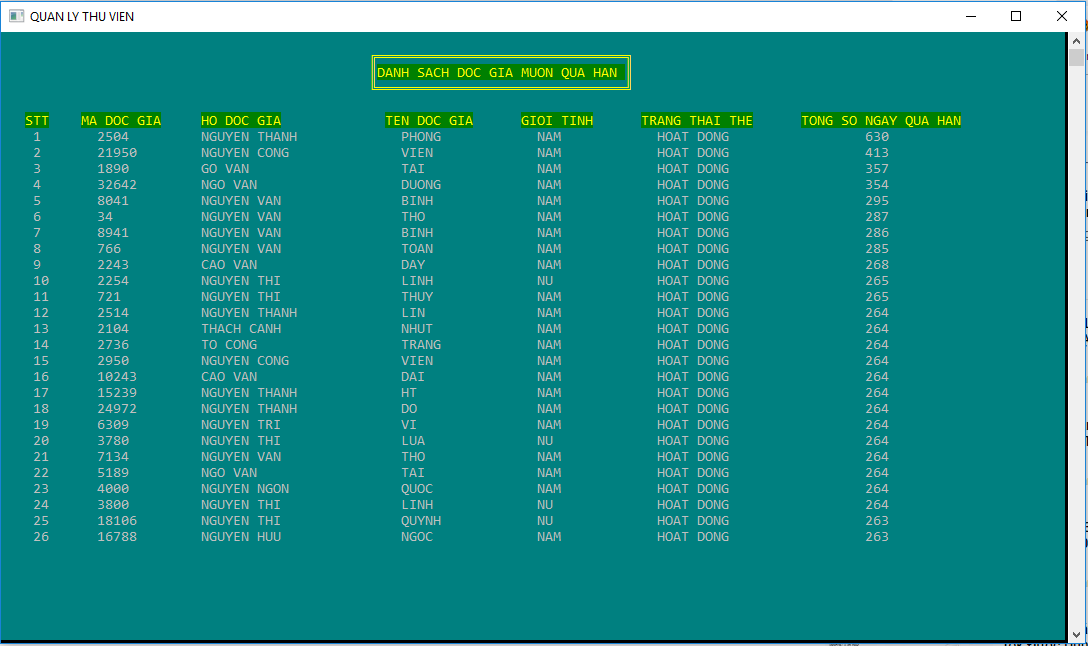 QUAN LY THU VIEN
DANH SACH DOC GIA MUON QUA HAN
STT MA DOC GIA HO DOC GIA TEN DOC GIA GIOI TINH TRANG THAI THE TONG SO NGAY QUA HAN
1 2504 NGUYEN THANH PHONG NAM HOAT DONG 630
2 21950 NGUYEN CONG VIEN NAM HOAT DONG 413
3 1890 GO VAN TAI NAM HOAT DONG 357
4 32642 NGO VAN DUONG NAM HOAT DONG 354
5 8041 NGUYEN VAN BINH NAM HOAT DONG 295
6 34 NGUYEN VAN THO NAM HOAT DONG 287
7 8941 NGUYEN VAN BINH NAM HOAT DONG 286
8 766 NGUYEN VAN TOAN NAM HOAT DONG 285
9 2243 CAO VAN DAY NAM HOAT DONG 268
10 2254 NGUYEN THI LINH NU HOAT DONG 265
11 721 NGUYEN THI THUY NAM HOAT DONG 265
12 2514 NGUYEN THANH LIN NAM HOAT DONG 264
13 2104 THACH CANH NHUT NAM HOAT DONG 264
14 2736 TO CONG TRANG NAM HOAT DONG 264
15 2950 NGUYEN CONG VIEN NAM HOAT DONG 264
16 10243 CAO VAN DAI NAM HOAT DONG 264
17 15239 NGUYEN THANH HT NAM HOAT DONG 264
18 24972 NGUYEN THANH DO NAM HOAT DONG 264
19 6309 NGUYEN TRI VI NAM HOAT DONG 264
20 3780 NGUYEN THI LUA NU HOAT DONG 264
21 7134 NGUYEN VAN THO NAM HOAT DONG 264
22 5189 NGO VAN TAI NAM HOAT DONG 264
23 4000 NGUYEN NGON QUOC NAM HOAT DONG 264
24 3800 NGUYEN THI LINH NU HOAT DONG 264
25 18106 NGUYEN THI QUYNH NU HOAT DONG 263
26 16788 NGUYEN HUU NGOC NAM HOAT DONG 263